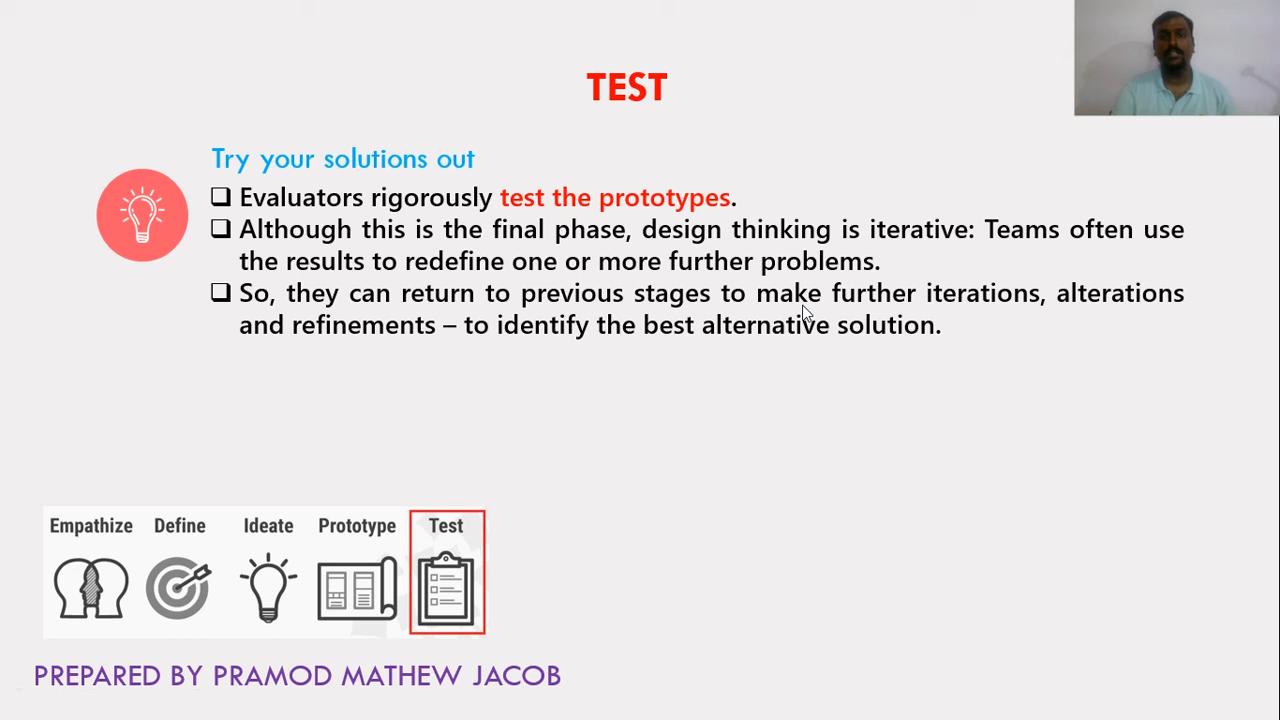 TEST
Try your solutions out
Evaluators rigorously test the prototypes.
Although this is the final phase, design thinking is iterative: Teams often use
the results to redefine one or more further problems.
So, they can return to previous stages to make further iterations, alterations
and refinements – to identify the best alternative solution.
Empathize Define Ideate Prototype Test
PREPARED BY PRAMOD MATHEW JACOB